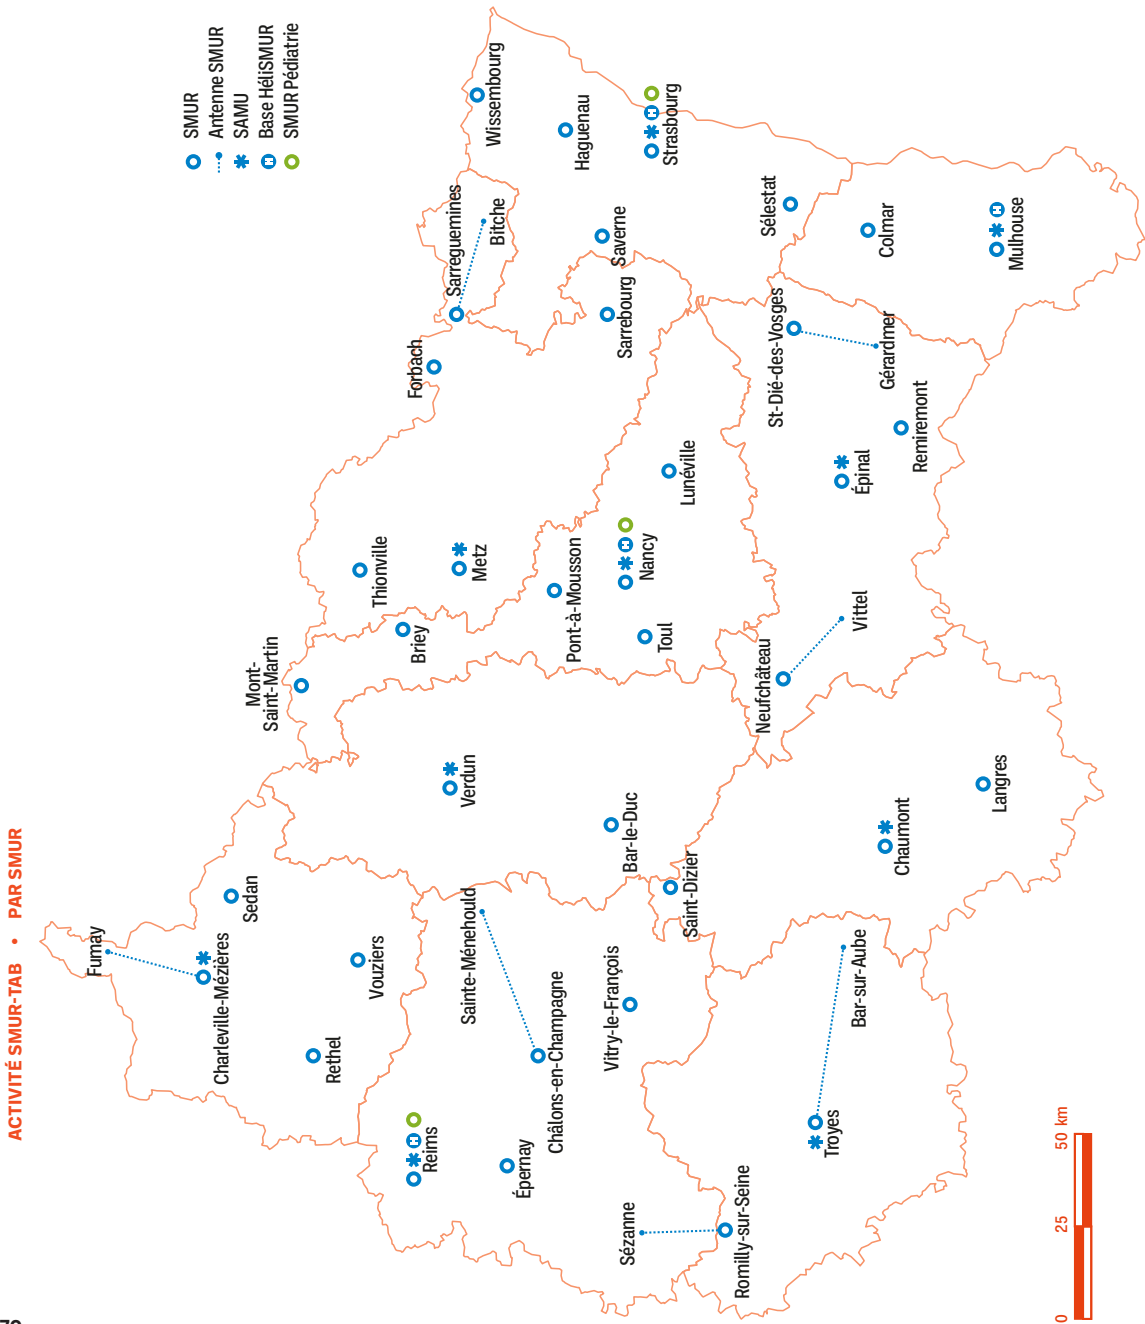 ACTIVITÉ SMUR-TAB • PAR SMUR
SMUR
Antenne SMUR
SAMU
Base HéliSMUR
SMUR Pédiatrie
Fumay
Charleville-Mézières
Sedan
Rethel
Vouziers
Reims
Épernay
Châlons-en-Champagne
Sainte-Ménehould
Vitry-le-François
Sézanne
Romilly-sur-Seine
Troyes
Bar-sur-Aube
Saint-Dizier
Chaumont
Langres
Verdun
Bar-le-Duc
Mont-
Saint-Martin
Briey
Thionville
Metz
Pont-à-Mousson
Toul
Nancy
Lunéville
Neufchâteau
Vittel
Épinal
Remiremont
St-Dié-des-Vosges
Gérardmer
Forbach
Sarreguemines
Bitche
Sarrebourg
Saverne
Wissembourg
Haguenau
Strasbourg
Sélestat
Colmar
Mulhouse
0 25 50 km